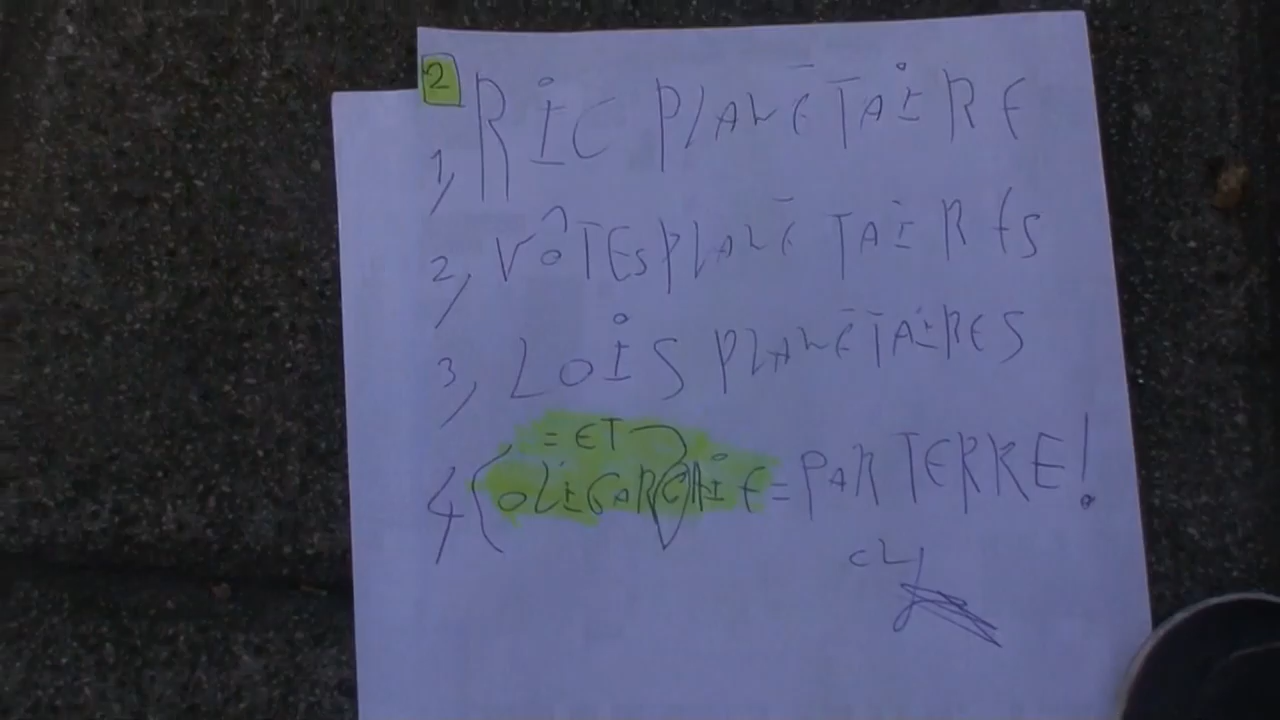 2
1, RIC PLANÉTAIRE
2, VÔTES PLANÉTAIRES
3, LOIS PLANÉTAIRES
= ET
4, (OLIGARCHIE = PAR TERRE!